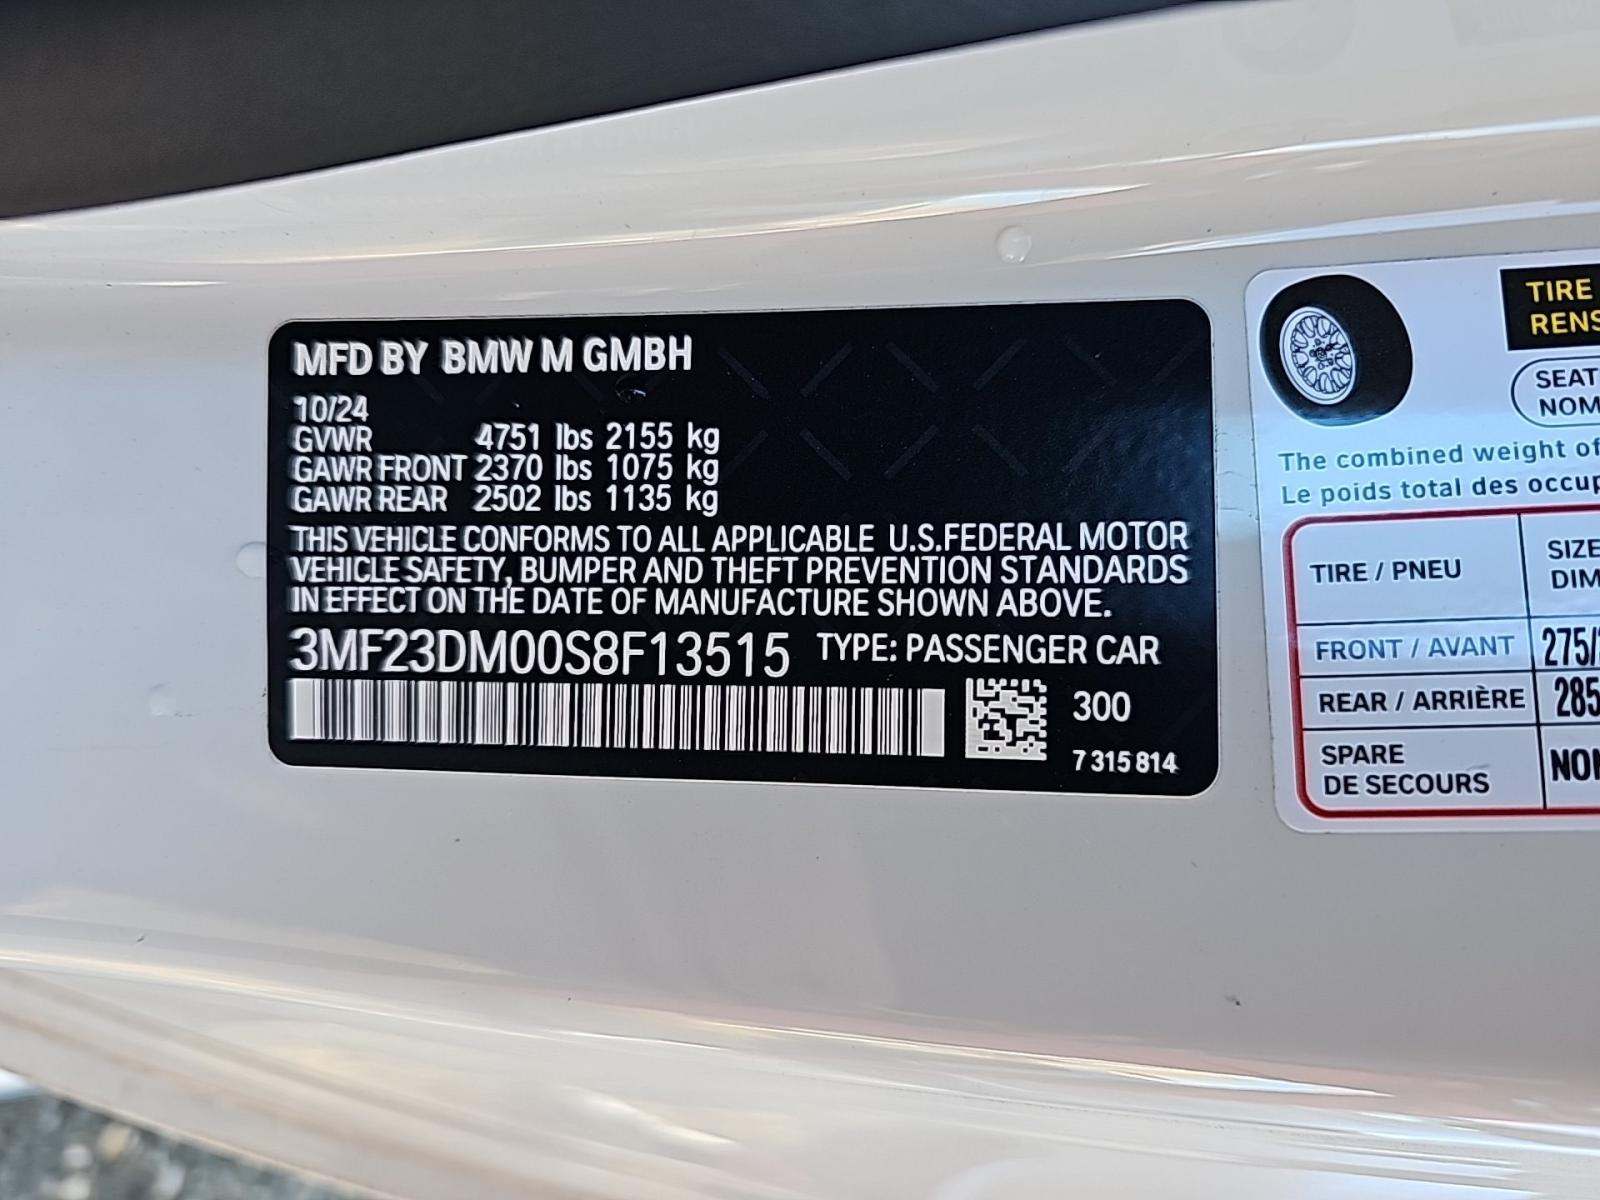 MFD BY BMW M GMBH
10/24
GVWR 4751 lbs 2155 kg
GAWR FRONT 2370 lbs 1075 kg
GAWR REAR 2502 lbs 1135 kg
THIS VEHICLE CONFORMS TO ALL APPLICABLE U.S.FEDERAL MOTOR
VEHICLE SAFETY, BUMPER AND THEFT PREVENTION STANDARDS
IN EFFECT ON THE DATE OF MANUFACTURE SHOWN ABOVE.
3MF23DM00S8F13515 TYPE: PASSENGER CAR
300
7 315 814
TIRE
RENS
SEAT
NOM
The combined weight of
Le poids total des occup
TIRE / PNEU
SIZE
DIM
FRONT / AVANT 275/
REAR / ARRIÈRE 285
SPARE
DE SECOURS
NON